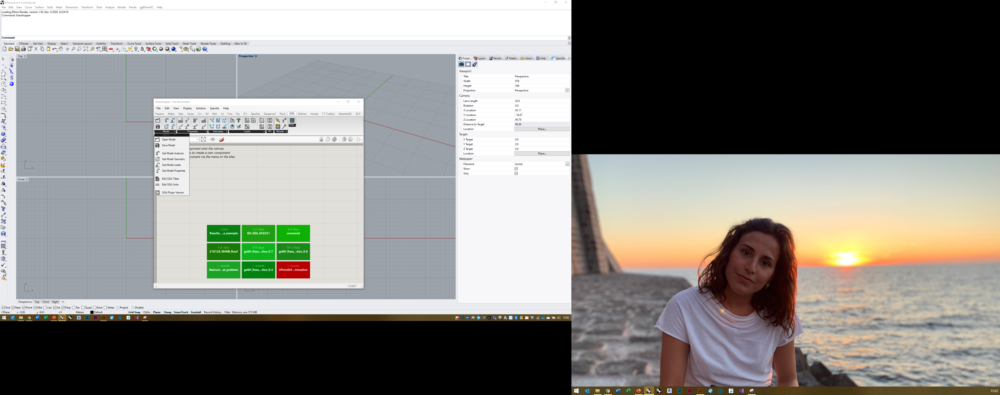 Rhinoceros 6 Commercial
File Edit View Curve Surface Solid Mesh Dimension Transform Tools Analyze Render Panels ggRhinoIFC Help
Loading Rhino Render, version 1.50, Dec 8 2020, 22:24:18
Command: Grasshopper
Command:
Standard CPlanes Set View Display Select Viewport Layout Visibility Transform Curve Tools Surface Tools Solid Tools Mesh Tools Render Tools Drafting New in V6
Top
Perspective
Front
Grasshopper - No document...
File Edit View Display Solution Speckle Help
Params Maths Sets Vector Crv Srf Msh Int Trns Dis IFC Speckle Kangaroo2 Revit GSA Elefront Human TT Toolbox Karamba3D BCF
Model Properties Geometry Loads An... Results Para...
Open Model
Save Model
Get Model Analysis
Get Model Geometry
Get Model Loads
Get Model Properties
Edit GSA Titles
Edit GSA Units
GSA Plugin Version
ponent onto the canvas,
s to create a new component
cument via the menu or the tiles.
< hour
Results_...e_example
2.2 days
GH_GSA_050221
4.8 days
unnamed
4.8 days
210128_NHNB_Roof
6.0 days
gsGH_Resu...tion_0.7
10.1 days
gsGH_Resu...tion_0.6
> month
Stairscri...at_problem
> month
gsGH_Resu...tion_0.4
> month
4PointSrf...imisation
...
1.0.0007
Prope... Layers Rende... Materi... Librari... Help Speckle
Viewport
Title Perspective
Width 978
Height 549
Projection Perspective
Camera
Lens Length 50.0
Rotation 0.0
X Location 43.11
Y Location -74.67
Z Location 49.78
Distance to Target 99.56
Location Place...
Target
X Target 0.0
Y Target 0.0
Z Target 0.0
Location Place...
Wallpaper
Filename (none) ...
Show
Gray
y
x
z
x
y
Perspective Top Front Right
End Near Point Mid Cen Int Perp Tan Quad Knot Vertex Project Disable
CPlane x -5.09 y -9.61 z 0 Meters Default Grid Snap Ortho Planar Osnap SmartTrack Gumball Record History Filter Memory use: 573 MB
15:02
15:02